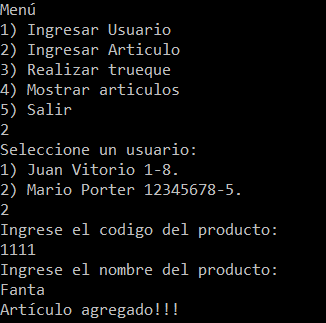 Menú
1) Ingresar Usuario
2) Ingresar Articulo
3) Realizar trueque
4) Mostrar articulos
5) Salir
2
Seleccione un usuario:
1) Juan Vitorio 1-8.
2) Mario Porter 12345678-5.
2
Ingrese el codigo del producto:
1111
Ingrese el nombre del producto:
Fanta
Artículo agregado!!!